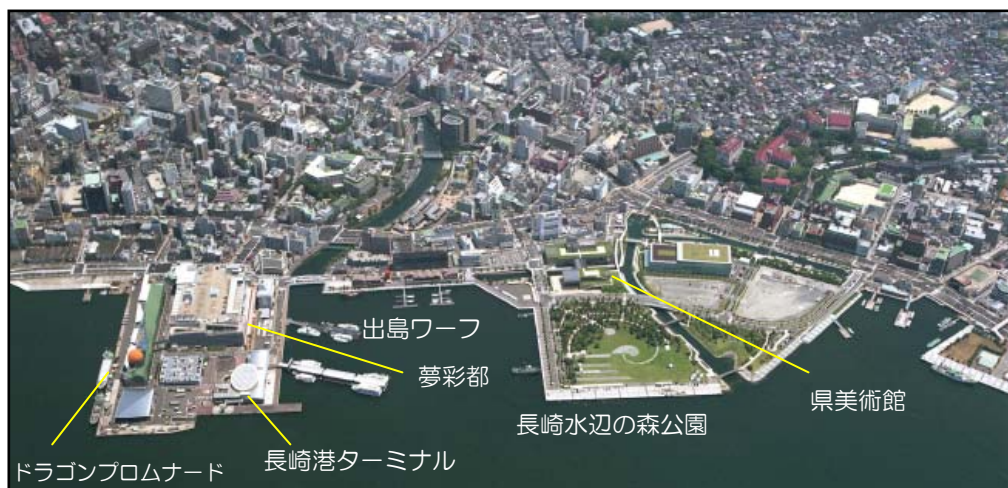 出島ワーフ
夢彩都
県美術館
長崎水辺の森公園
長崎港ターミナル
ドラゴンプロムナード